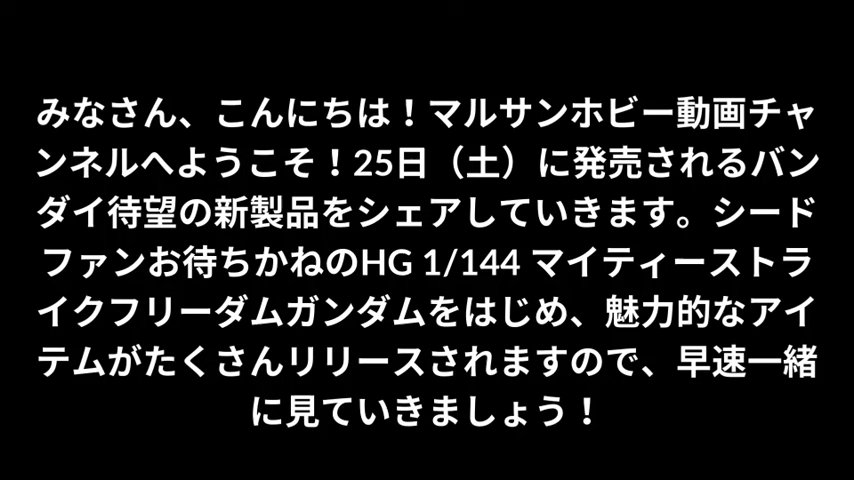 みなさん、こんにちは！マルサンホビー動画チャ
ンネルへようこそ！25日（土）に発売されるバン
ダイ待望の新製品をシェアしていきます。シード
ファンお待ちかねのHG 1/144 マイティーストラ
イクフリーダムガンダムをはじめ、魅力的なアイ
テムがたくさんリリースされますので、早速一緒
に見ていきましょう！